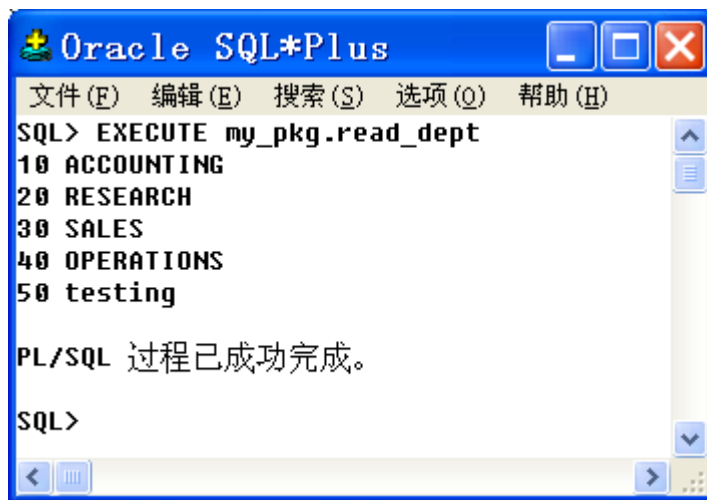 Oracle SQL*Plus
文件(F) 编辑(E) 搜索(S) 选项(O) 帮助(H)
SQL> EXECUTE my_pkg.read_dept
10 ACCOUNTING
20 RESEARCH
30 SALES
40 OPERATIONS
50 testing
PL/SQL 过程已成功完成。
SQL>